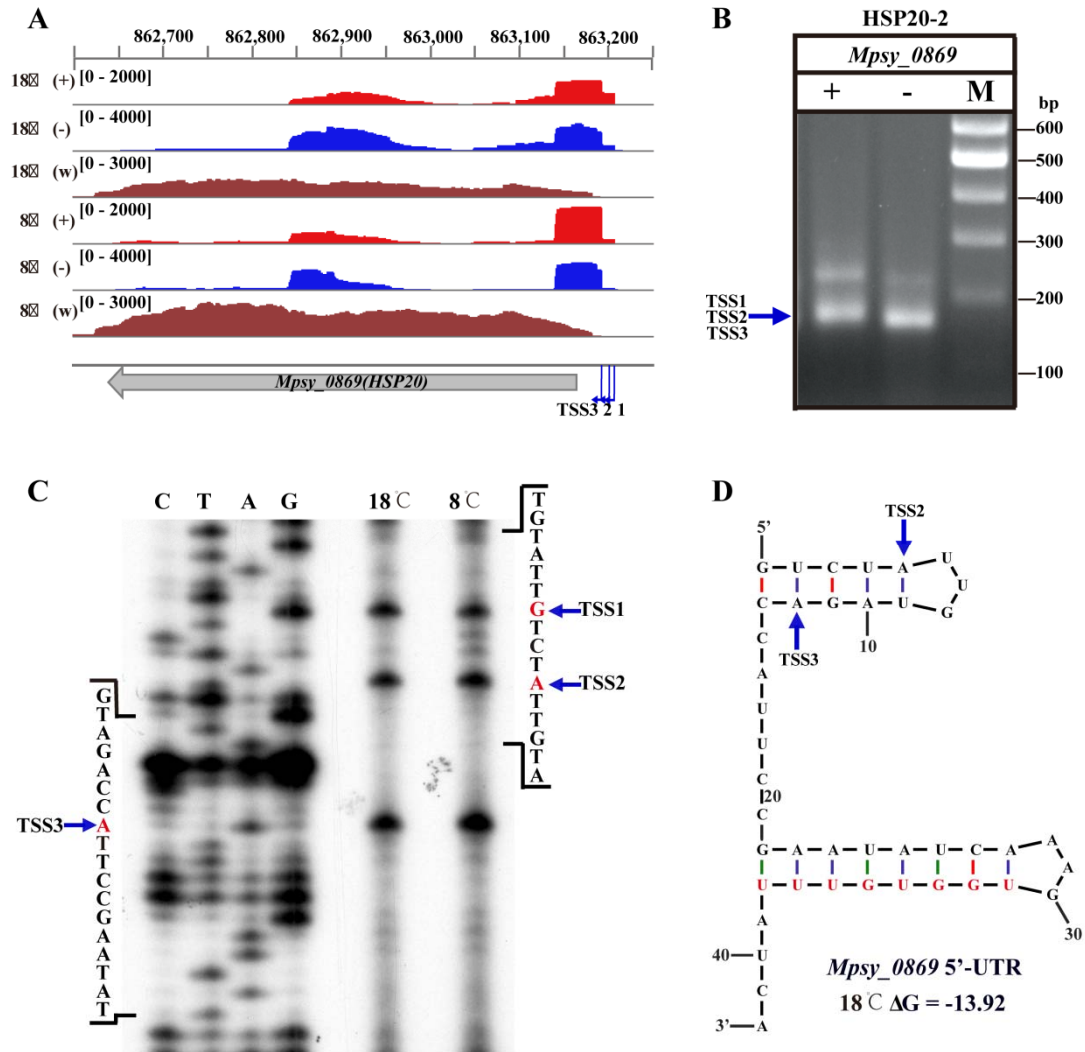 A
862,700 862,800 862,900 863,000 863,100 863,200
18 (+) [0 - 2000]
18 (-) [0 - 4000]
18 (w) [0 - 3000]
8 (+) [0 - 2000]
8 (-) [0 - 4000]
8 (w) [0 - 3000]
Mpsy_0869(HSP20)
TSS3 2 1
B
HSP20-2
Mpsy_0869
+ - M
bp
600
500
400
300
200
100
TSS1
TSS2
TSS3
C
C T A G 18℃ 8℃
T
G
T
A
T
T
G
T
C
T
A
T
T
G
T
A
TSS1
TSS2
G
T
A
G
A
C
C
A
T
T
C
C
G
A
A
T
A
T
TSS3
D
TSS2
5’
G U C U A U
U
G
C A G A U
TSS3
10
C
A
U
U
C
20
C
G A A U A U C A A
A
G
30
U U U G U G G U
A
U
40
C
3’ A
Mpsy_0869 5’-UTR
18℃ ΔG = -13.92